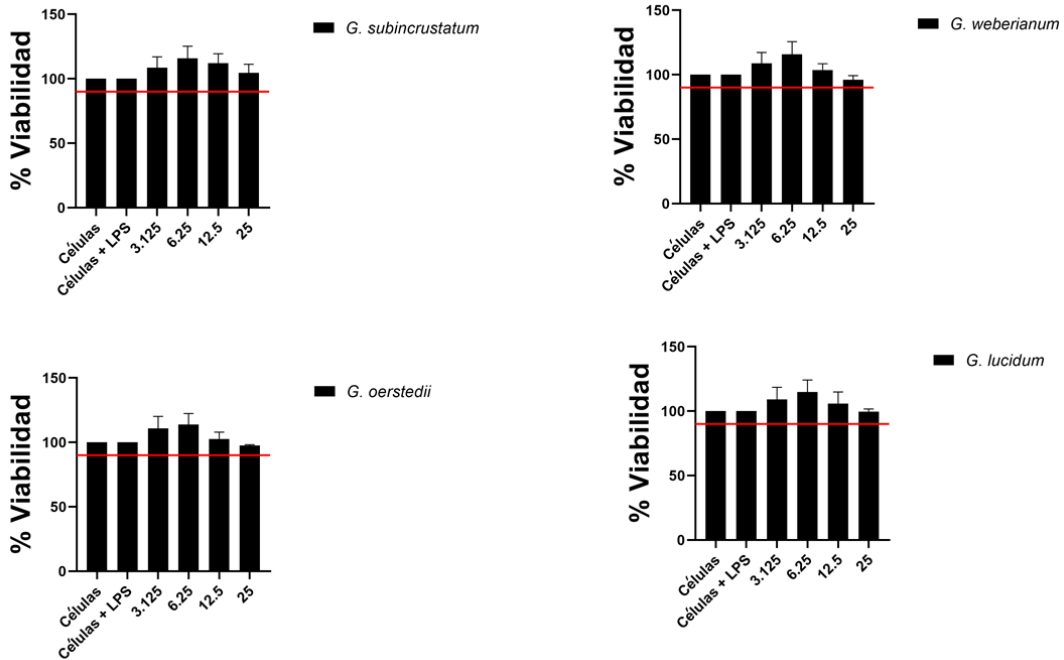 150
100
50
0
% Viabilidad
Células
Células + LPS
3.125
6.25
12.5
25
G. subincrustatum
150
100
50
0
% Viabilidad
Células
Células + LPS
3.125
6.25
12.5
25
G. weberianum
150
100
50
0
% Viabilidad
Células
Células + LPS
3.125
6.25
12.5
25
G. oerstedii
150
100
50
0
% Viabilidad
Células
Células + LPS
3.125
6.25
12.5
25
G. lucidum